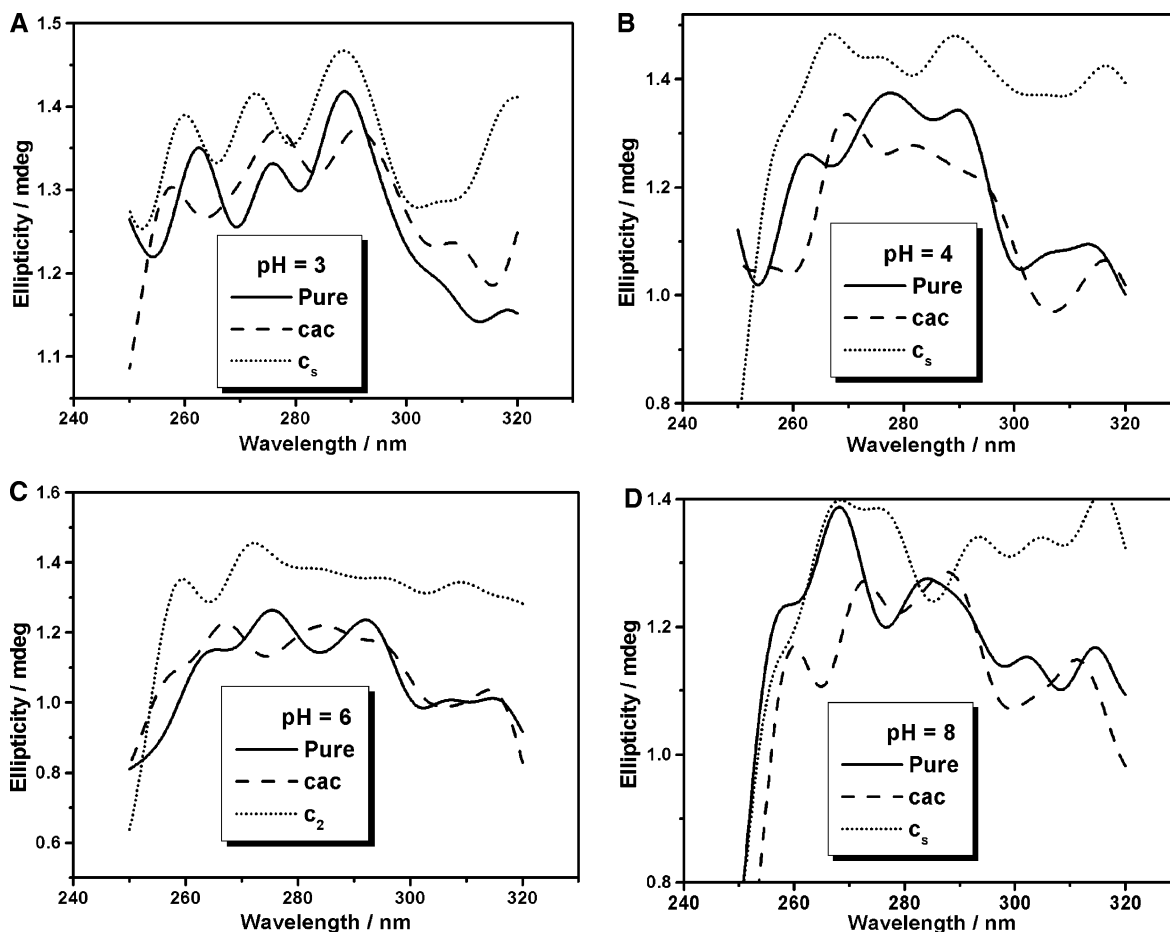 A
1.5
1.4
1.3
1.2
1.1
Ellipticity / mdeg
pH = 3
Pure
cac
cs
240 260 280 300 320
Wavelength / nm
B
1.4
1.2
1.0
0.8
Ellipticity / mdeg
pH = 4
Pure
cac
cs
240 260 280 300 320
Wavelength / nm
C
1.6
1.4
1.2
1.0
0.8
0.6
Ellipticity / mdeg
pH = 6
Pure
cac
c2
240 260 280 300 320
Wavelength / nm
D
1.4
1.2
1.0
0.8
Ellipticity / mdeg
pH = 8
Pure
cac
cs
240 260 280 300 320
Wavelength / nm